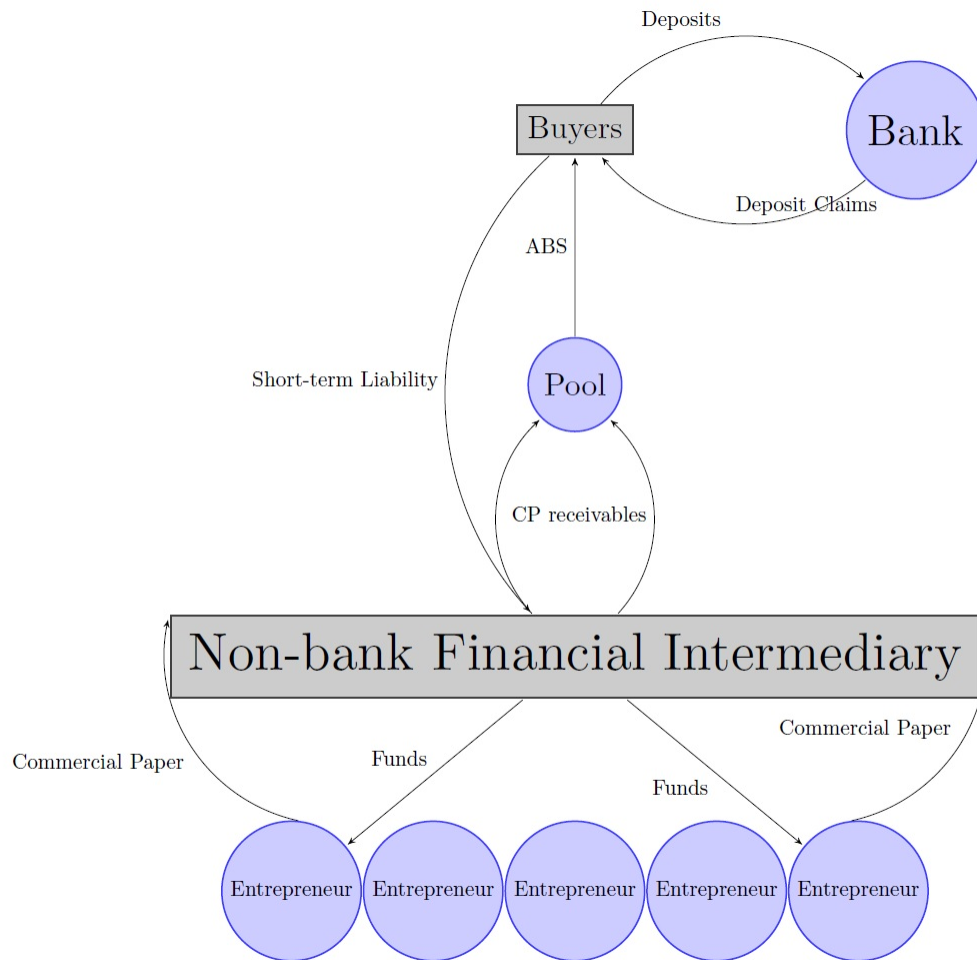 Deposits
Buyers
Bank
Deposit Claims
ABS
Short-term Liability
Pool
CP receivables
Non-bank Financial Intermediary
Commercial Paper
Commercial Paper
Funds
Funds
Entrepreneur
Entrepreneur
Entrepreneur
Entrepreneur
Entrepreneur